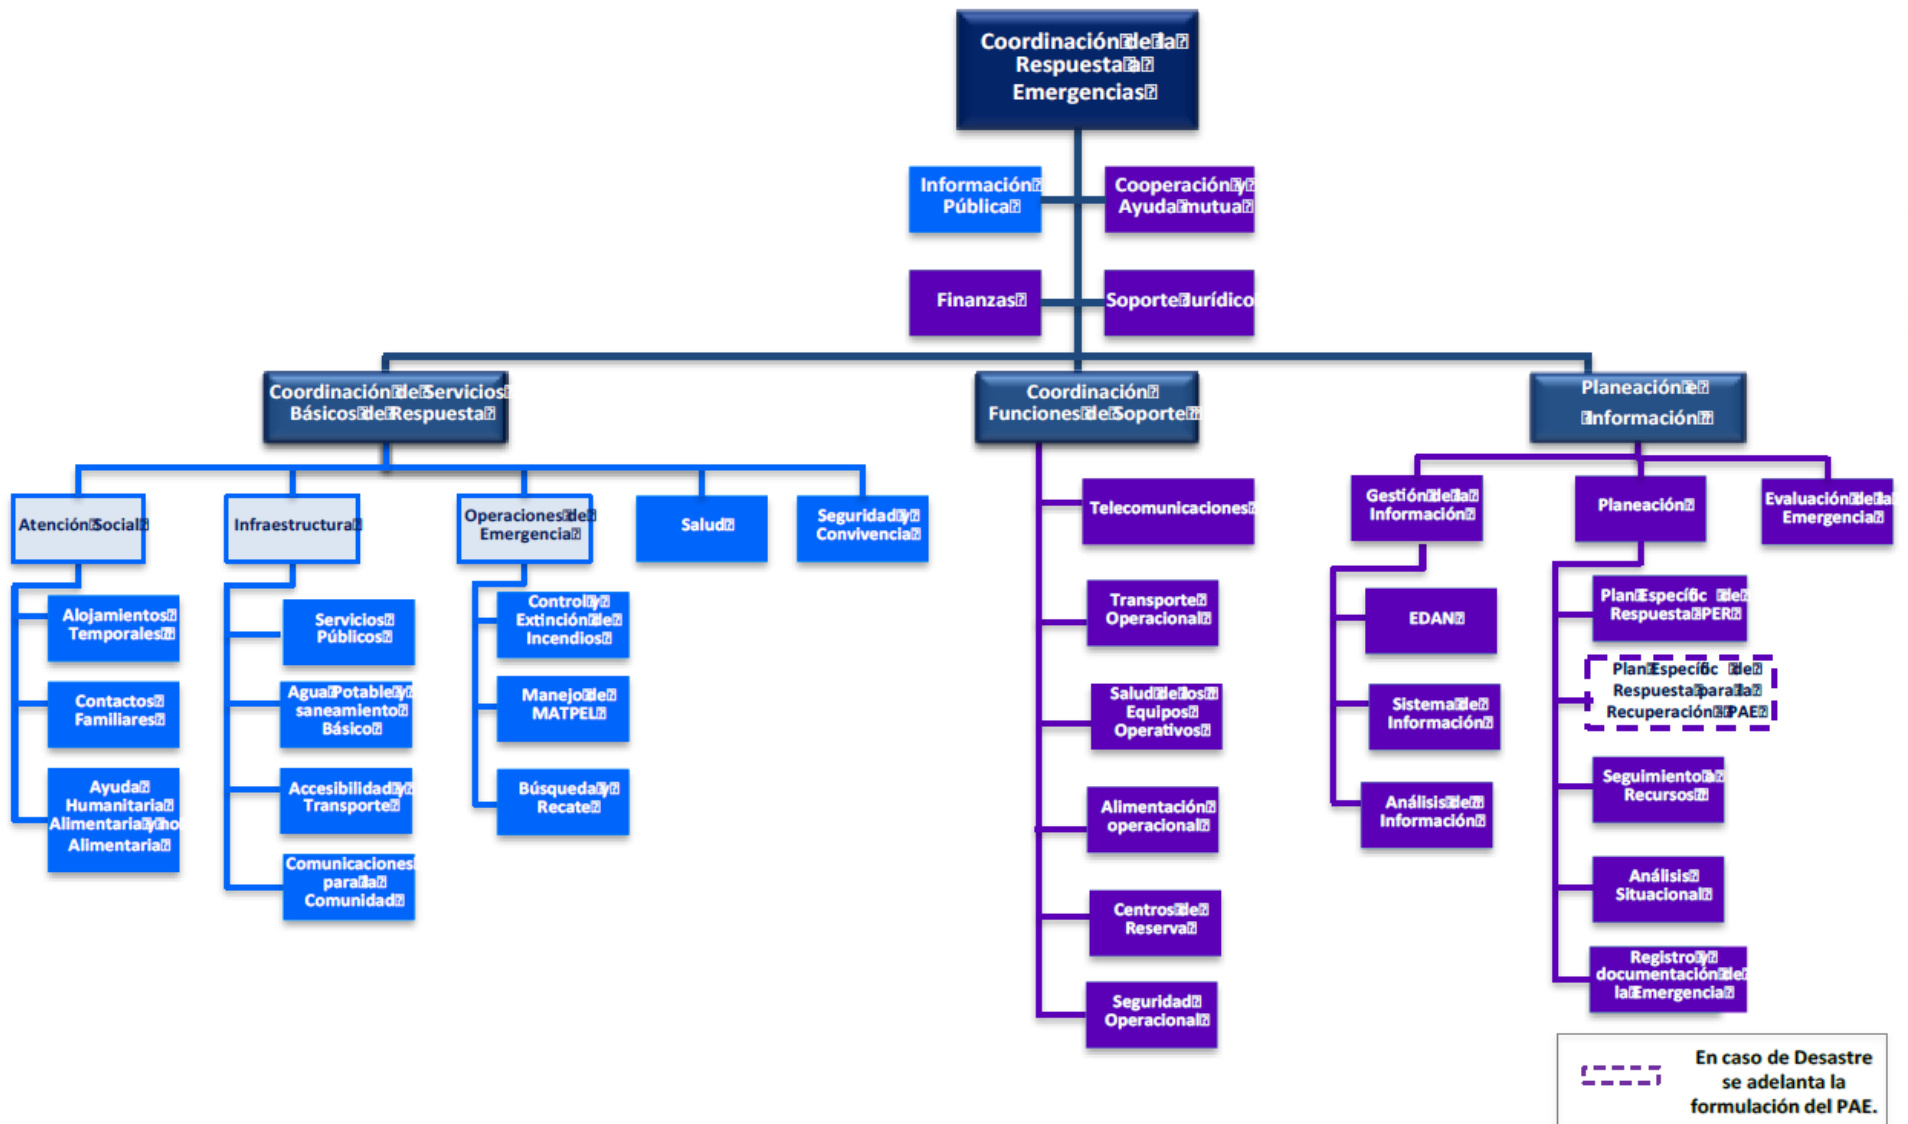 Coordinación de la
Respuesta a
Emergencias
Información
Pública
Cooperación y
Ayuda mutua
Finanzas
Soporte Jurídico
Coordinación de Servicios
Básicos de Respuesta
Coordinación
Funciones de Soporte
Planeación e
Información
Atención Social
Infraestructura
Operaciones de
Emergencia
Salud
Seguridad y
Convivencia
Alojamientos
Temporales
Contactos
Familiares
Ayuda
Humanitaria
Alimentaria y no
Alimentaria
Servicios
Públicos
Agua Potable y
saneamiento
Básico
Accesibilidad y
Transporte
Comunicaciones
para la
Comunidad
Control y
Extinción de
Incendios
Manejo de
MATPEL
Búsqueda y
Recate
Telecomunicaciones
Transporte
Operacional
Salud de los
Equipos
Operativos
Alimentación
operacional
Centros de
Reserva
Seguridad
Operacional
Gestión de la
Información
EDAN
Sistema de
Información
Análisis de
Información
Planeación
Plan Específic de
Respuesta PER
Plan Específic de
Respuesta para la
Recuperación - PAE
Seguimiento a
Recursos
Análisis
Situacional
Registro y
documentación de
la Emergencia
Evaluación de la
Emergencia
En caso de Desastre
se adelanta la
formulación del PAE.